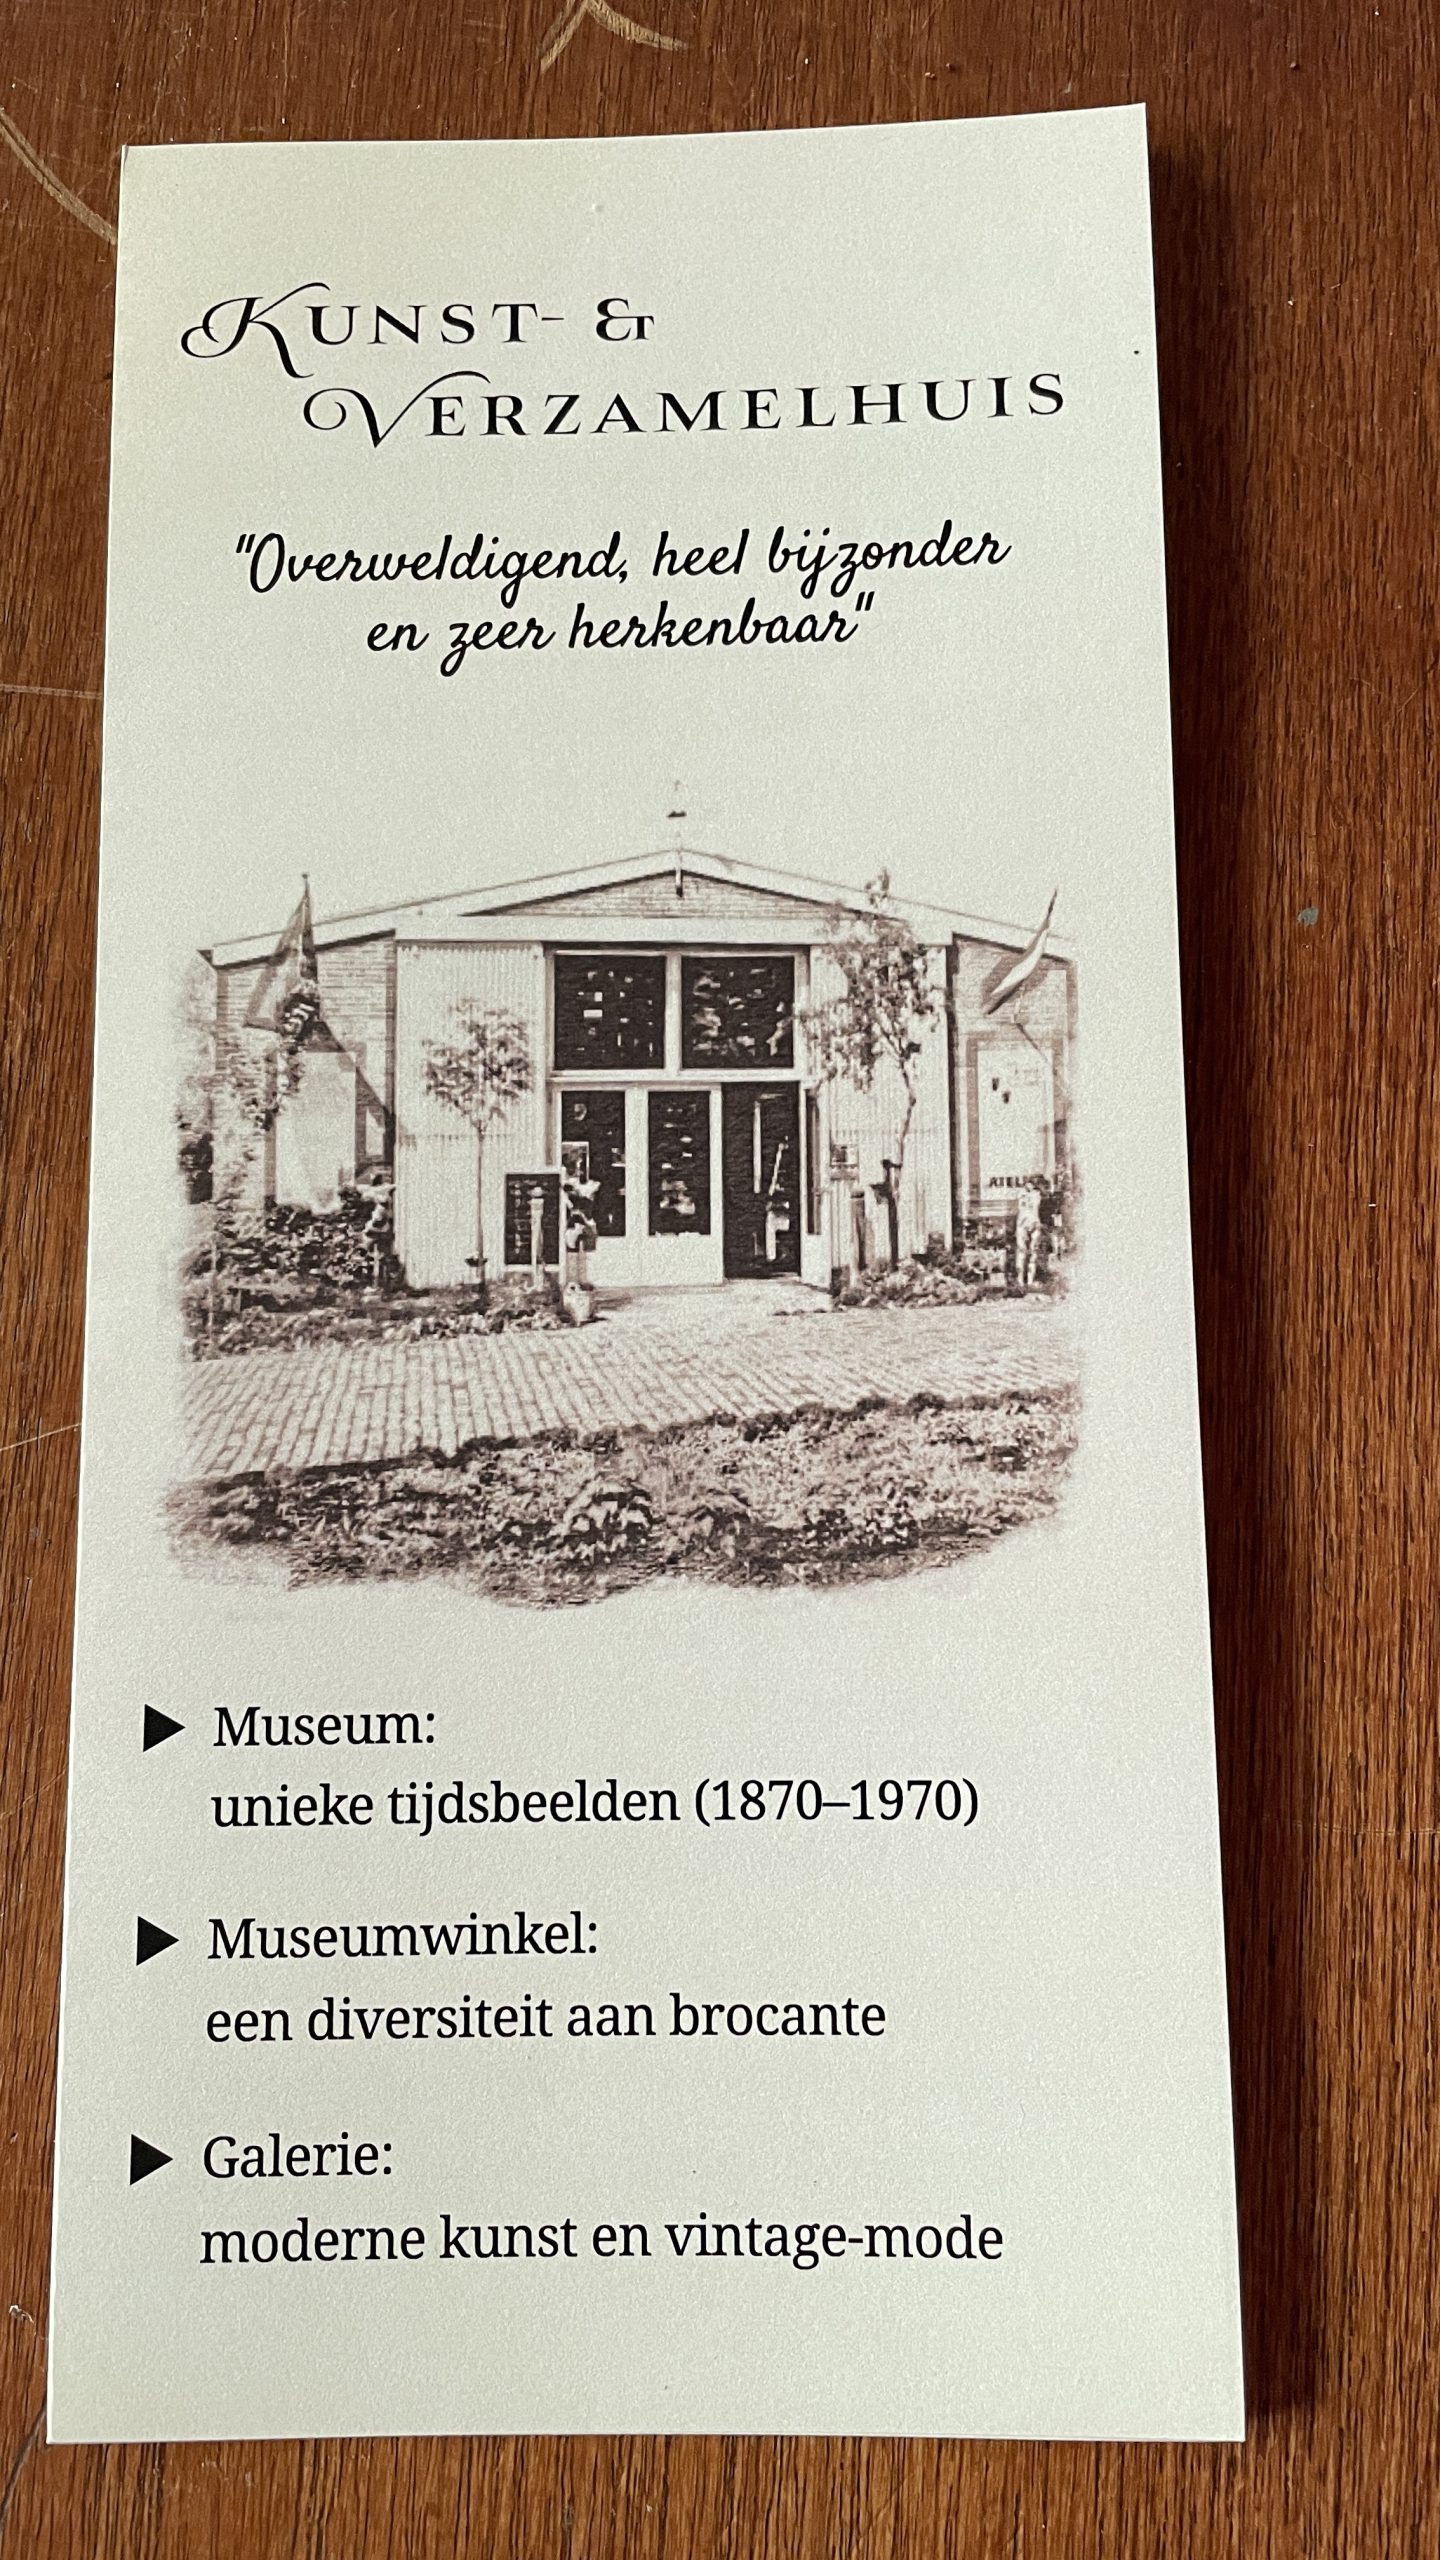 KUNST- &
VERZAMELHUIS
"Overweldigend, heel bijzonder
en zeer herkenbaar"
▶ Museum:
unieke tijdsbeelden (1870–1970)
▶ Museumwinkel:
een diversiteit aan brocante
▶ Galerie:
moderne kunst en vintage-mode